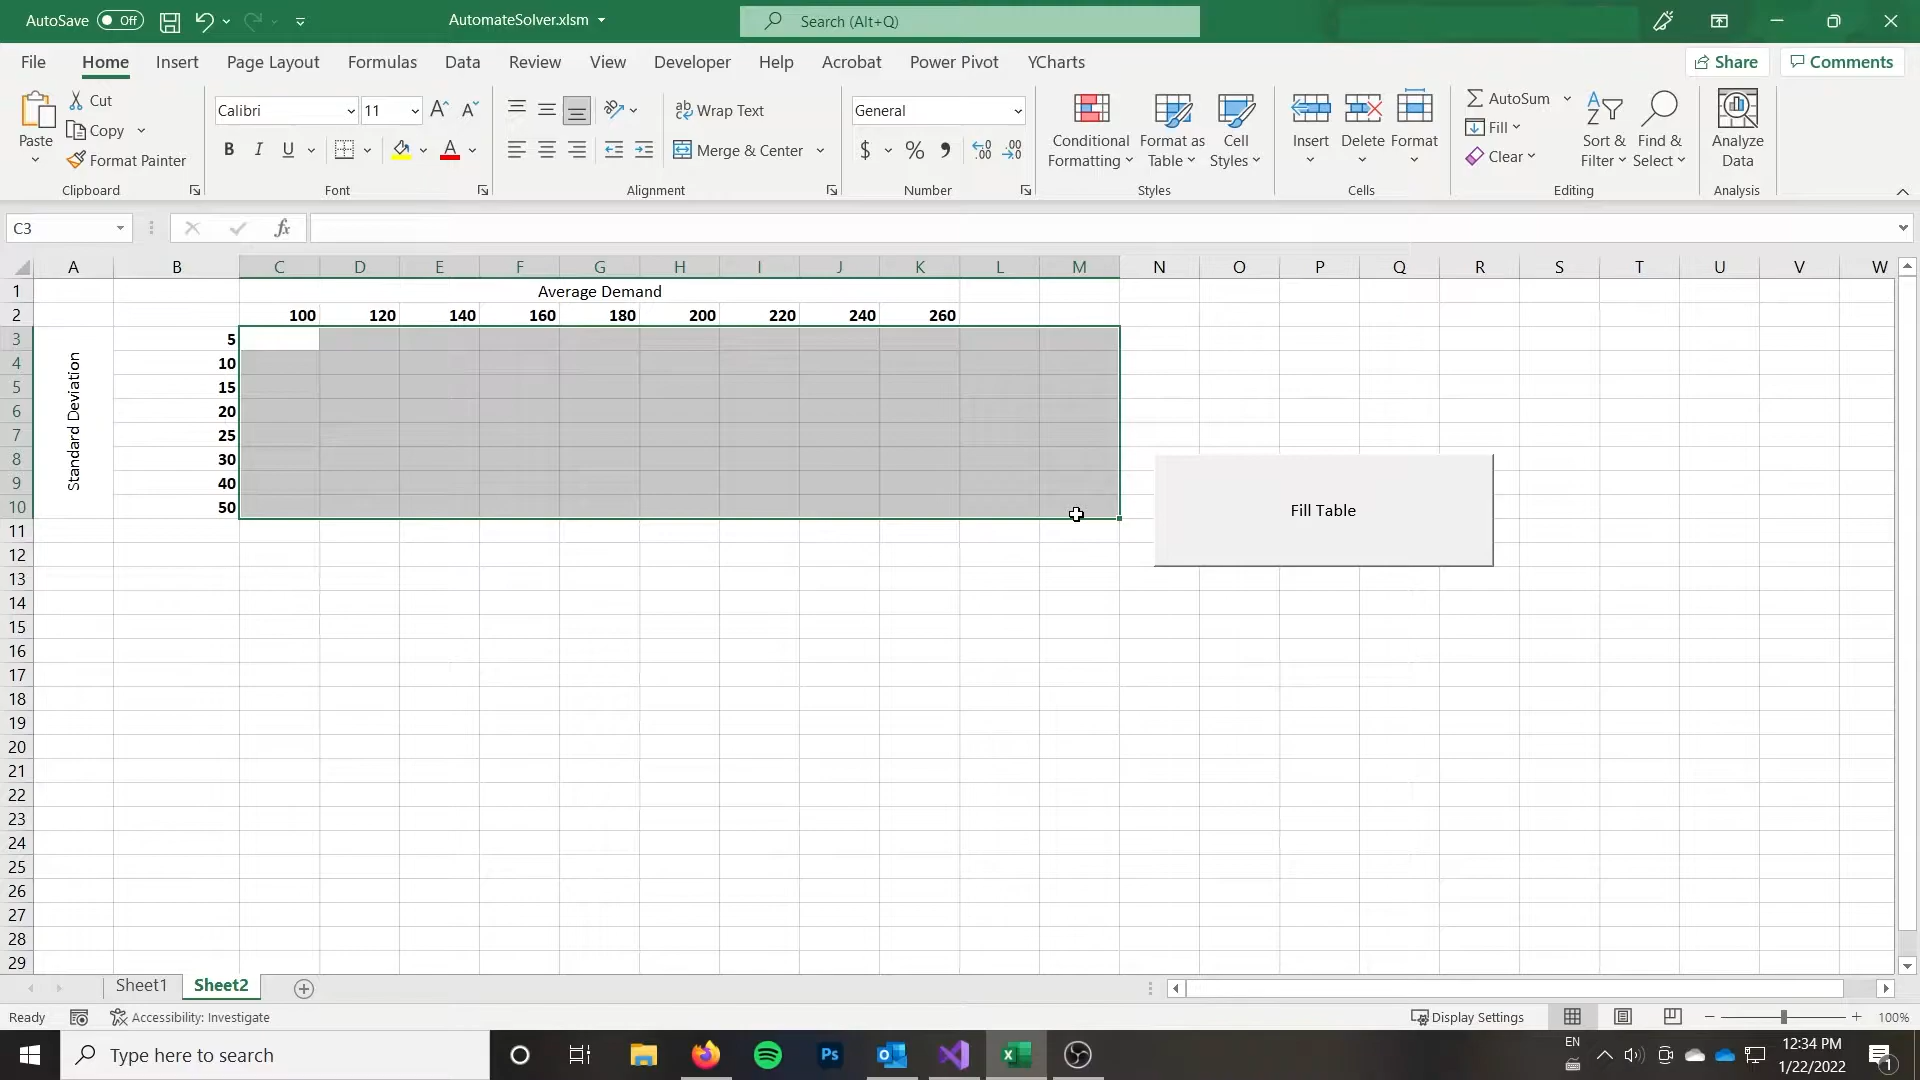 AutoSave Off AutomateSolver.xlsm Search (Alt+Q)
File Home Insert Page Layout Formulas Data Review View Developer Help Acrobat Power Pivot YCharts Share Comments
Cut
Copy
Format Painter
Paste
Clipboard
Calibri 11
B I U A
Font
Wrap Text
Merge & Center
Alignment
General
$ % 9 .00 .00
Number
Conditional Formatting
Format as Table
Cell Styles
Styles
Insert Delete Format
Cells
AutoSum
Fill
Clear
Sort & Filter
Find & Select
Editing
Analyze Data
Analysis
C3 fx
A B C D E F G H I J K L M N O P Q R S T U V W
1 Average Demand
2 100 120 140 160 180 200 220 240 260
Standard Deviation
3 5
4 10
5 15
6 20
7 25
8 30
9 40
10 50
Fill Table
11
12
13
14
15
16
17
18
19
20
21
22
23
24
25
26
27
28
29
Sheet1 Sheet2
Ready Accessibility: Investigate Display Settings 100%
Type here to search Ps EN 12:34 PM
1/22/2022 1